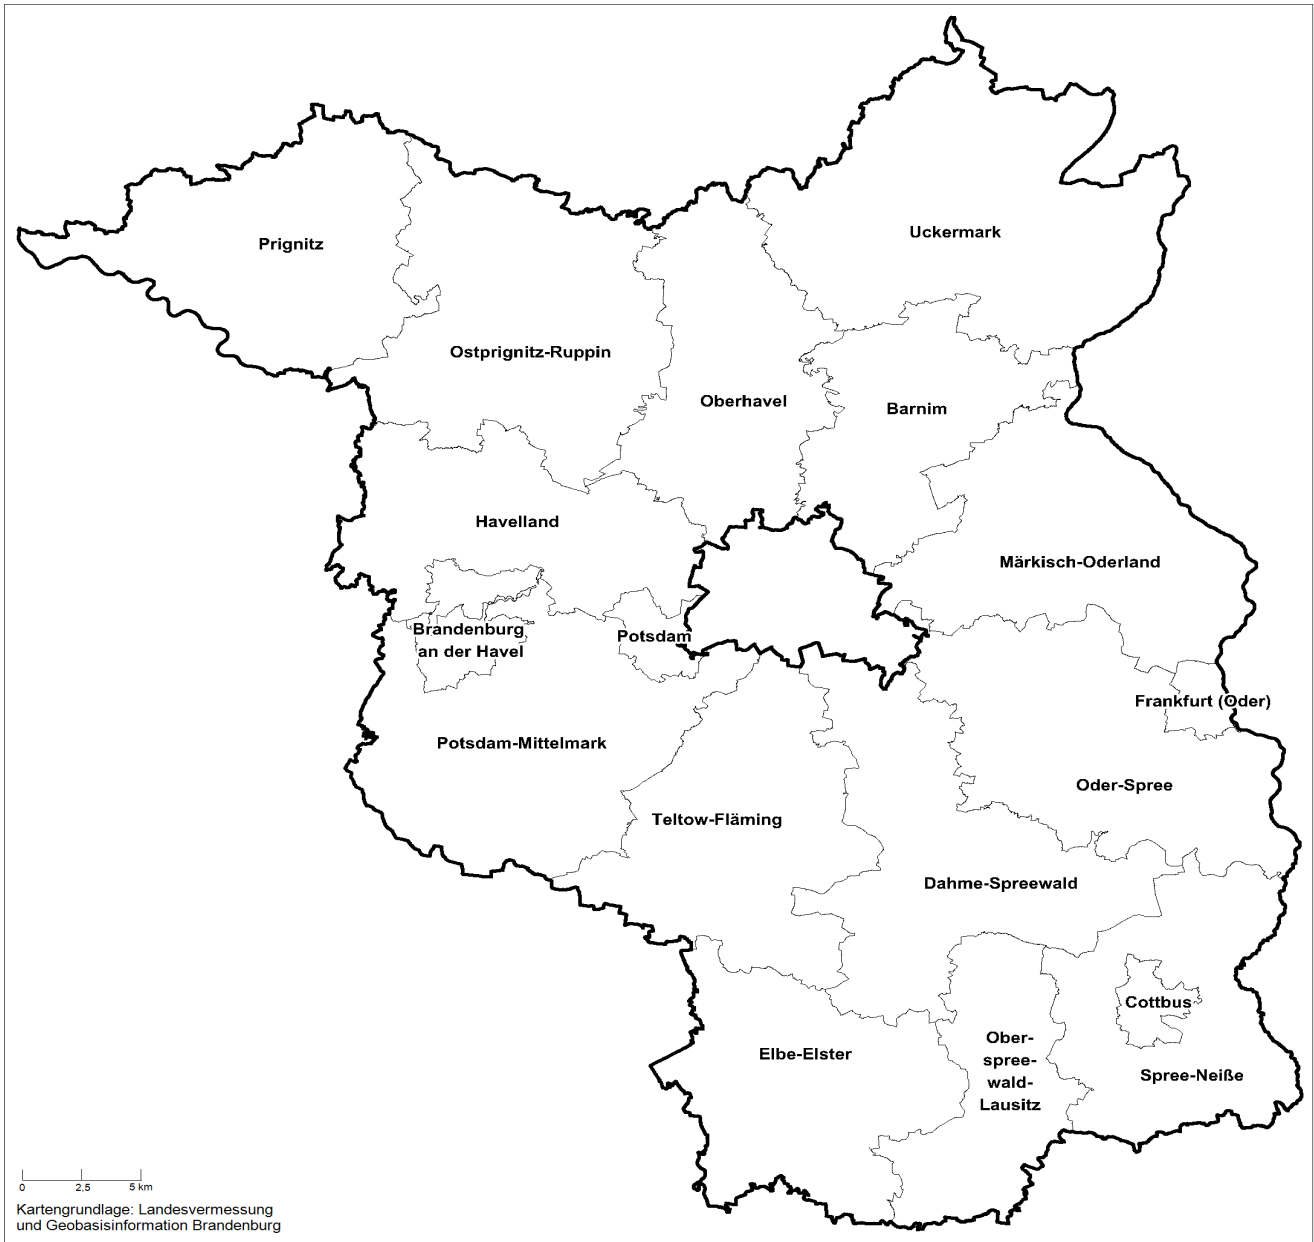 Uckermark
Prignitz
Ostprignitz-Ruppin
Oberhavel
Barnim
Havelland
Märkisch-Oderland
Brandenburg
an der Havel
Potsdam
Frankfurt (Oder)
Potsdam-Mittelmark
Oder-Spree
Teltow-Fläming
Dahme-Spreewald
Cottbus
Elbe-Elster
Ober-
spree-
wald-
Lausitz
Spree-Neiße
0 2,5 5 km
Kartengrundlage: Landesvermessung
und Geobasisinformation Brandenburg